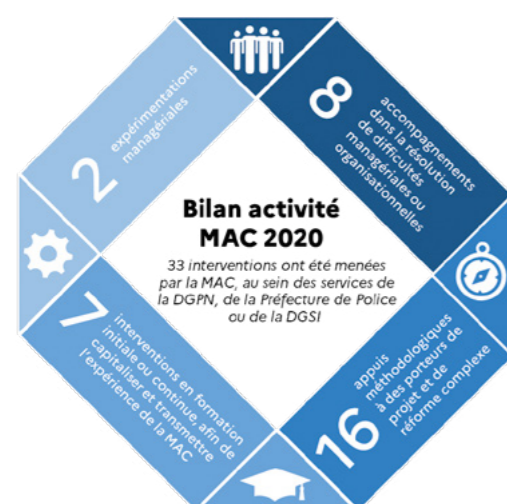 2
expérimentations
managériales
8
accompagnements
dans la résolution
de difficultés
managériales ou
organisationnelles
Bilan activité
MAC 2020
33 interventions ont été menées
par la MAC, au sein des services de
la DGPN, de la Préfecture de Police
ou de la DGSI
7
interventions en formation
initiale ou continue, afin de
capitaliser et transmettre
l'expérience de la MAC
16
appuis
méthodologiques
à des porteurs de
projet et de
réforme complexe